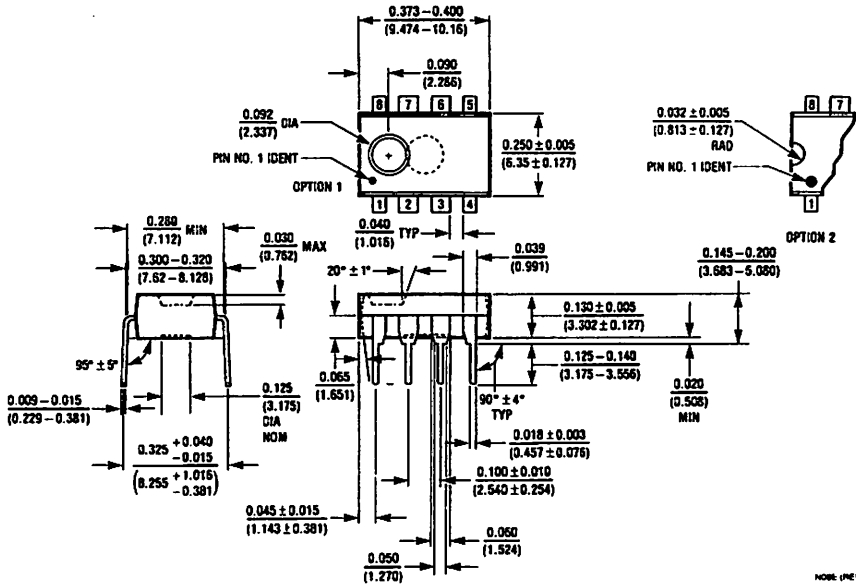 0.373–0.400
(9.474–10.16)
0.090
(2.286)
8 7 6 5
0.092 DIA
(2.337)
PIN NO. 1 IDENT
OPTION 1
0.250 ± 0.005
(6.35 ± 0.127)
1 2 3 4
0.032 ± 0.005
(0.813 ± 0.127)
RAD
PIN NO. 1 IDENT
8 7
1
OPTION 2
0.280 MIN
(7.112)
0.300–0.320
(7.62–8.128)
0.030 MAX
(0.762)
0.040 TYP
(1.016)
0.039
(0.991)
0.145–0.200
(3.683–5.080)
20° ± 1°
0.130 ± 0.005
(3.302 ± 0.127)
95° ± 5°
0.009–0.015
(0.229–0.381)
0.125
(3.175)
DIA
NOM
0.065
(1.651)
90° ± 4°
TYP
0.125–0.140
(3.175–3.556)
0.020
(0.508)
MIN
0.325 +0.040
−0.015
(8.255 +1.016
−0.381)
0.018 ± 0.003
(0.457 ± 0.076)
0.100 ± 0.010
(2.540 ± 0.254)
0.045 ± 0.015
(1.143 ± 0.381)
0.060
(1.524)
0.050
(1.270)